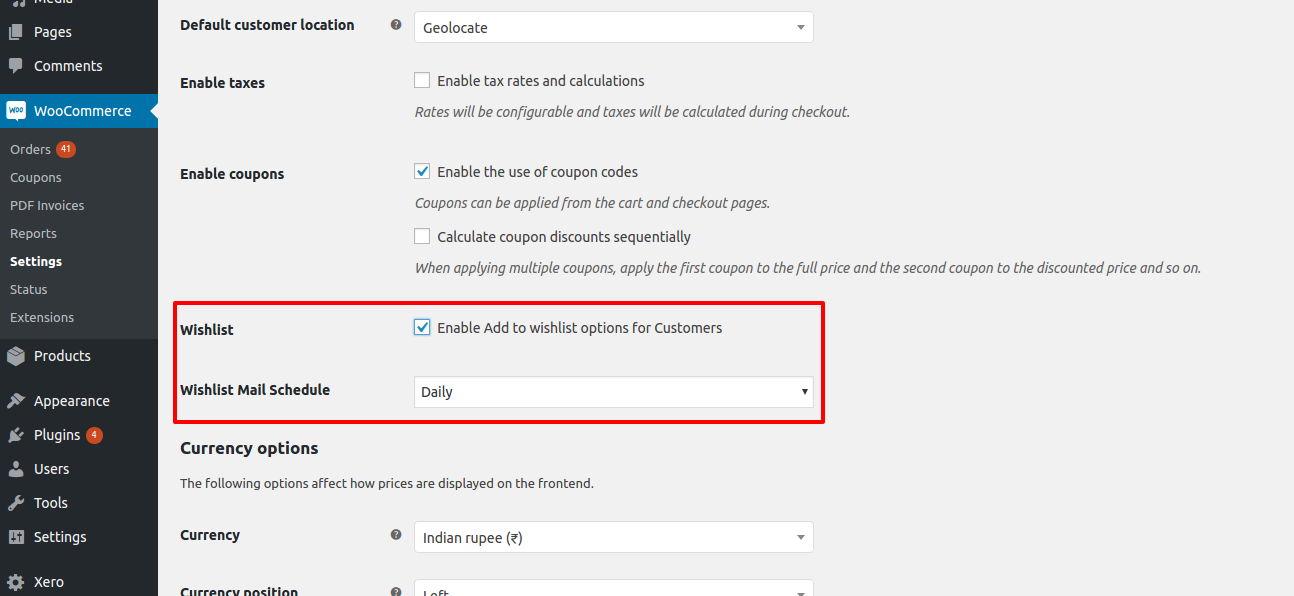 Media
Pages
Comments
WooCommerce
Orders 41
Coupons
PDF Invoices
Reports
Settings
Status
Extensions
Products
Appearance
Plugins 4
Users
Tools
Settings
Xero
Default customer location
Geolocate
Enable taxes
Enable tax rates and calculations
Rates will be configurable and taxes will be calculated during checkout.
Enable coupons
Enable the use of coupon codes
Coupons can be applied from the cart and checkout pages.
Calculate coupon discounts sequentially
When applying multiple coupons, apply the first coupon to the full price and the second coupon to the discounted price and so on.
Wishlist
Enable Add to wishlist options for Customers
Wishlist Mail Schedule
Daily
Currency options
The following options affect how prices are displayed on the frontend.
Currency
Indian rupee (₹)
Currency position
Left